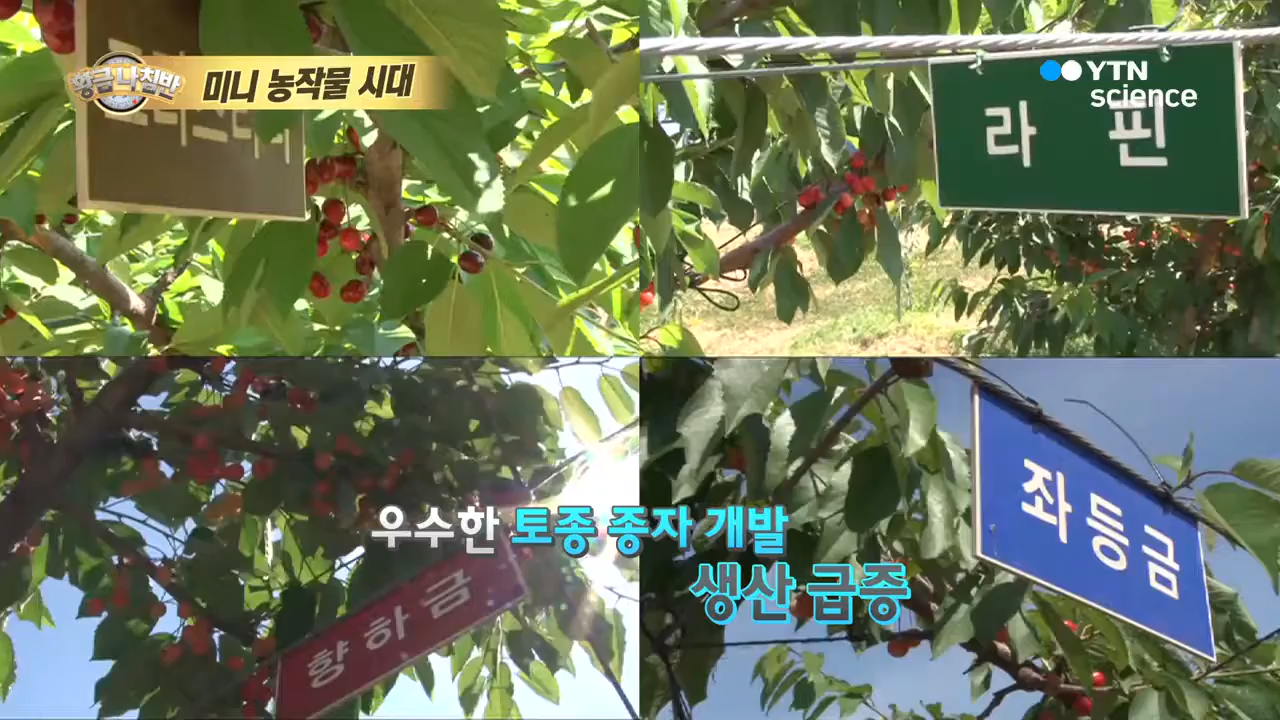 황금나침반
미니 농작물 시대
YTN
science
라 핀
우수한 토종 종자 개발
생산 급증
향하금
좌등금